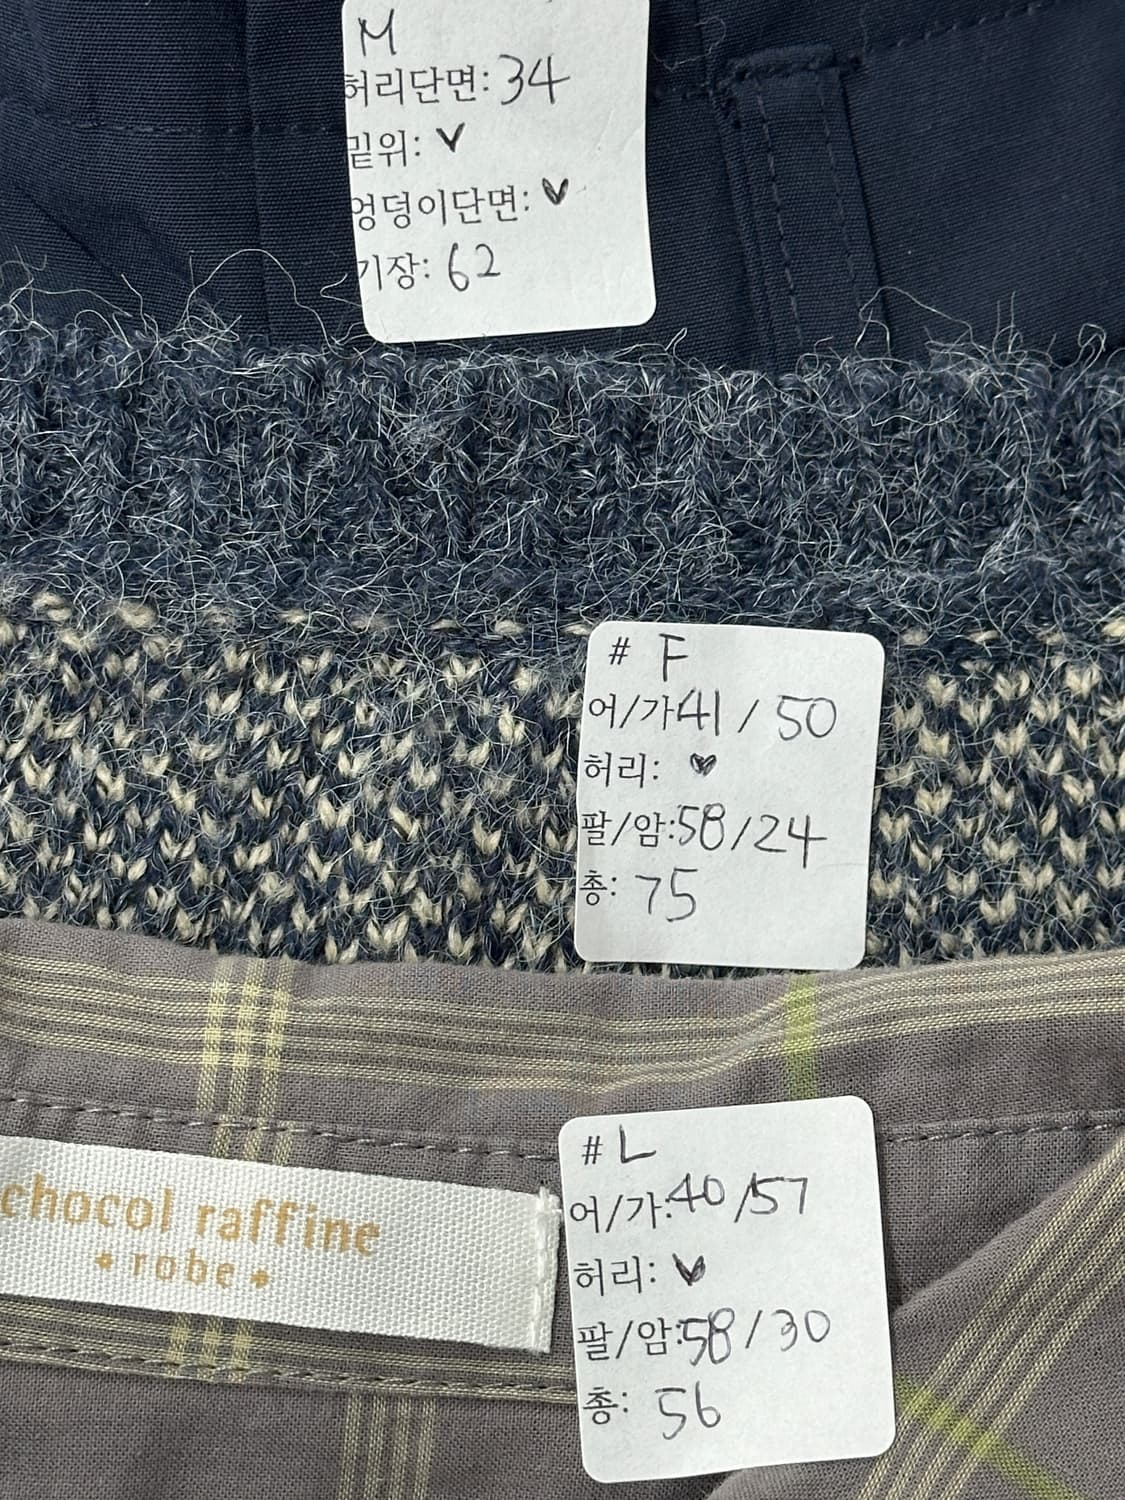 M
허리단면: 34
밑위: V
엉덩이단면: V
기장: 62
# F
어/가41/50
허리: V
팔/암:58/24
총: 75
# L
어/가:40/57
허리: V
팔/암:58/30
총: 56
chocol raffine
robe